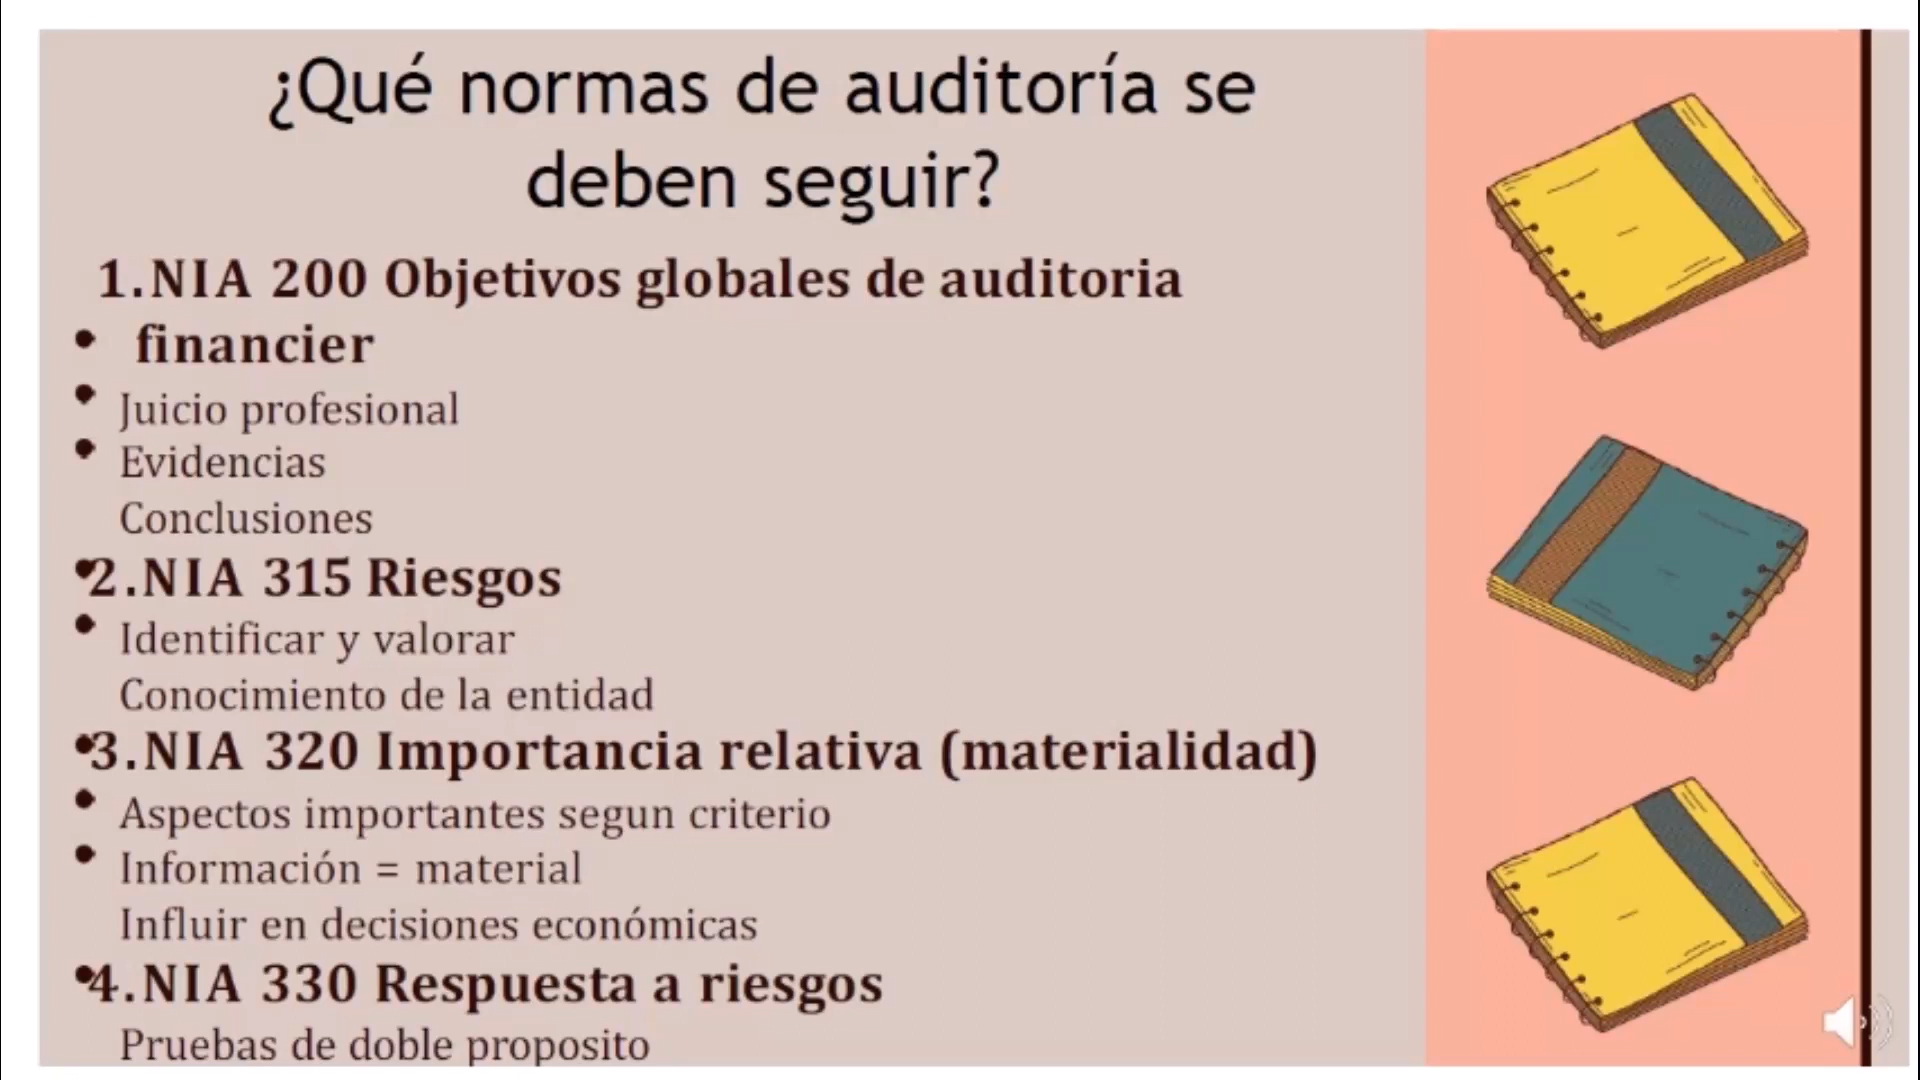 ¿Qué normas de auditoría se
deben seguir?
1.NIA 200 Objetivos globales de auditoria
• financier
• Juicio profesional
• Evidencias
Conclusiones
•2.NIA 315 Riesgos
• Identificar y valorar
Conocimiento de la entidad
•3.NIA 320 Importancia relativa (materialidad)
• Aspectos importantes segun criterio
• Información = material
Influir en decisiones económicas
•4.NIA 330 Respuesta a riesgos
Pruebas de doble proposito